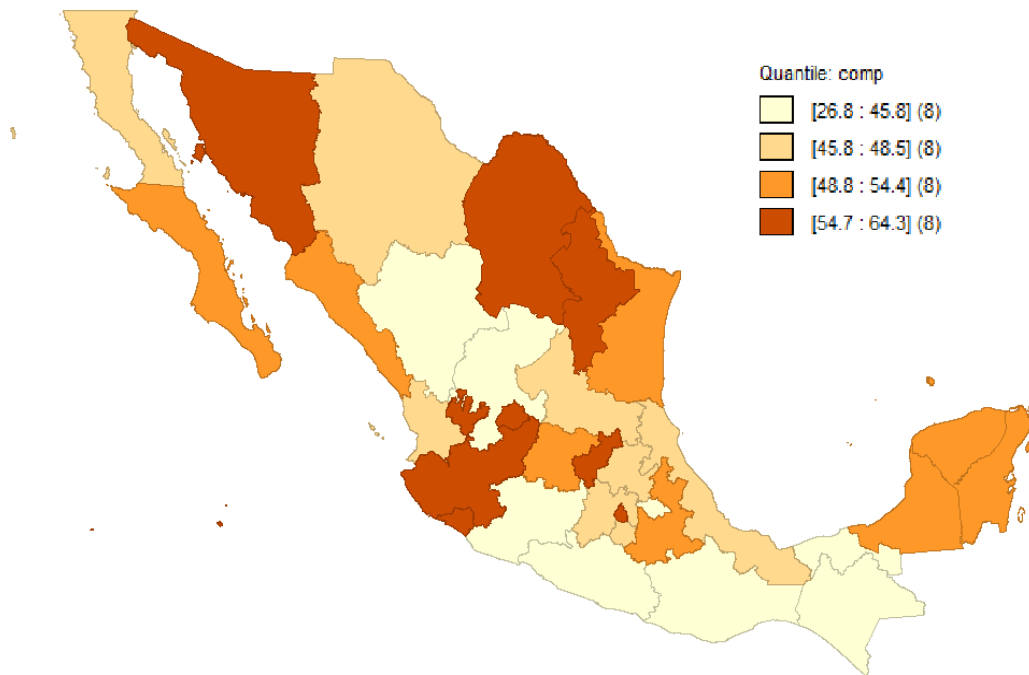 Quantile: comp
[26.8 : 45.8] (8)
[45.8 : 48.5] (8)
[48.8 : 54.4] (8)
[54.7 : 64.3] (8)